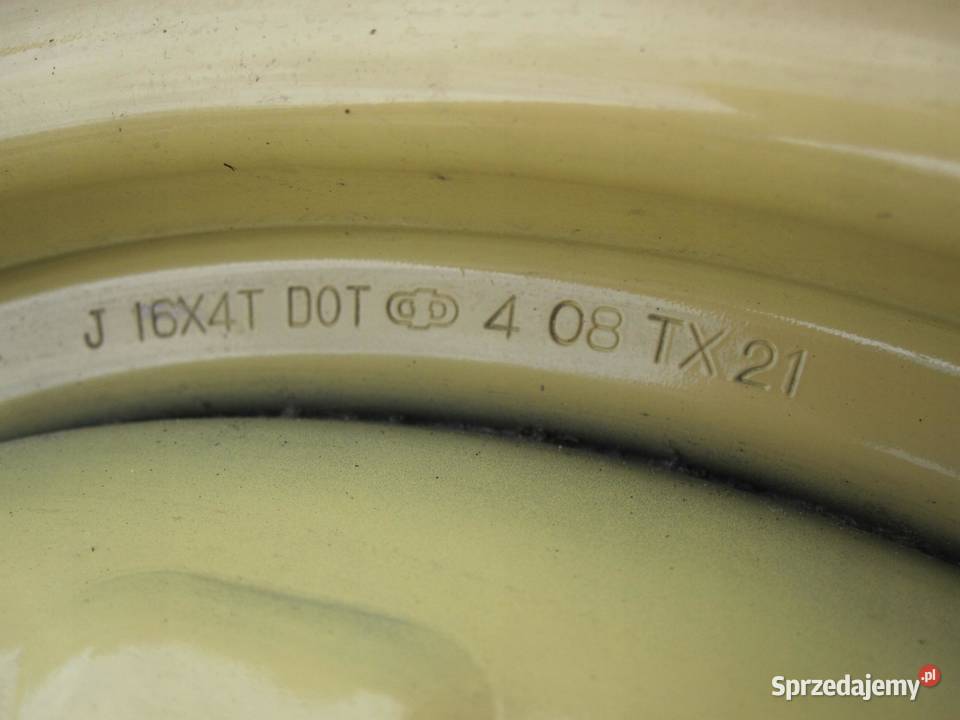 J 16X4T DOT 4 08 TX 21
Sprzedajemy.pl